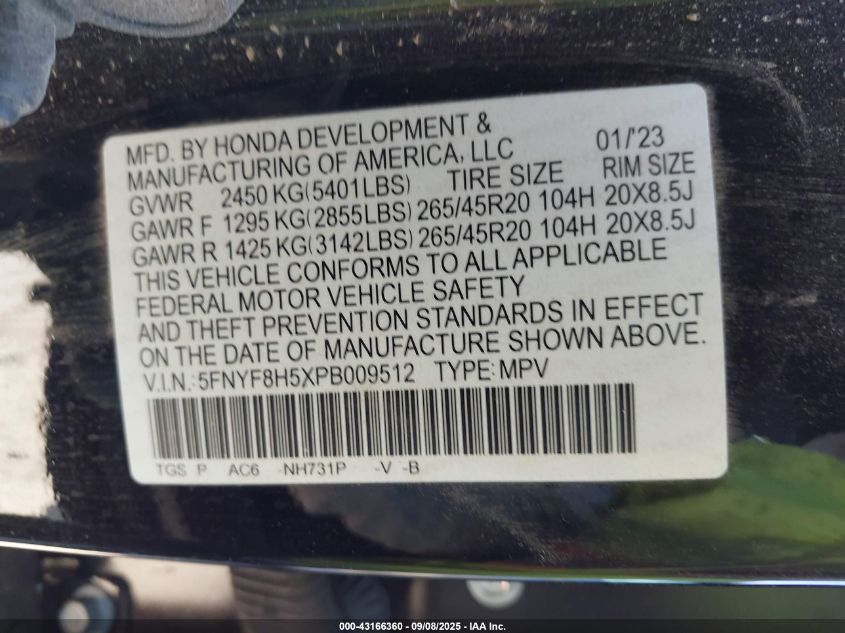 MFD. BY HONDA DEVELOPMENT &
MANUFACTURING OF AMERICA, LLC 01/'23
GVWR 2450 KG(5401LBS) TIRE SIZE RIM SIZE
GAWR F 1295 KG(2855LBS) 265/45R20 104H 20X8.5J
GAWR R 1425 KG(3142LBS) 265/45R20 104H 20X8.5J
THIS VEHICLE CONFORMS TO ALL APPLICABLE
FEDERAL MOTOR VEHICLE SAFETY
AND THEFT PREVENTION STANDARDS IN EFFECT
ON THE DATE OF MANUFACTURE SHOWN ABOVE.
V.I.N.:5FNYF8H5XPB009512 TYPE:MPV
TGS P AC6 -NH731P -V -B
000-43166360 - 09/08/2025 - IAA Inc.